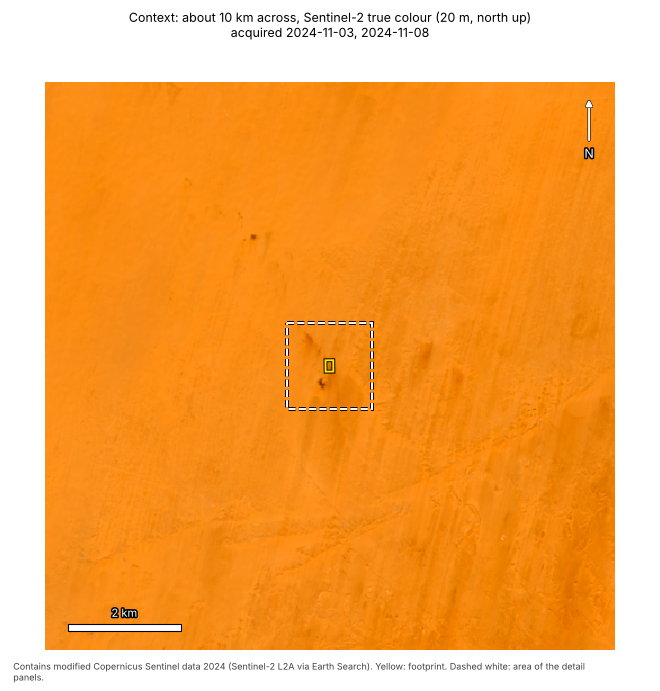 Context: about 10 km across, Sentinel-2 true colour (20 m, north up)
acquired 2024-11-03, 2024-11-08
N
2 km
Contains modified Copernicus Sentinel data 2024 (Sentinel-2 L2A via Earth Search). Yellow: footprint. Dashed white: area of the detail
panels.